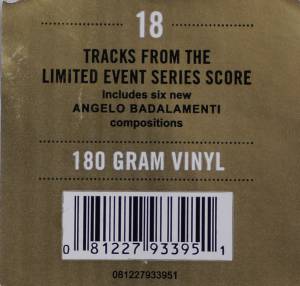 18
TRACKS FROM THE
LIMITED EVENT SERIES SCORE
Includes six new
ANGELO BADALAMENTI
compositions
180 GRAM VINYL
0 81227 93395 1
081227933951